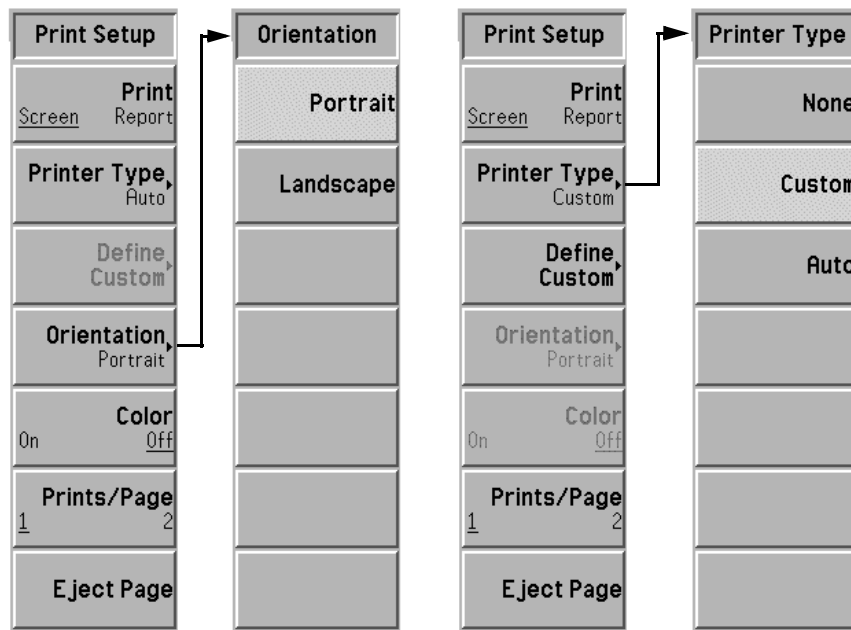 Print Setup
Print
Screen Report
Printer Type
Auto
Define
Custom
Orientation
Portrait
Color
On Off
Prints/Page
1 2
Eject Page
Orientation
Portrait
Landscape
Print Setup
Print
Screen Report
Printer Type
Custom
Define
Custom
Orientation
Portrait
Color
On Off
Prints/Page
1 2
Eject Page
Printer Type
None
Custom
Auto